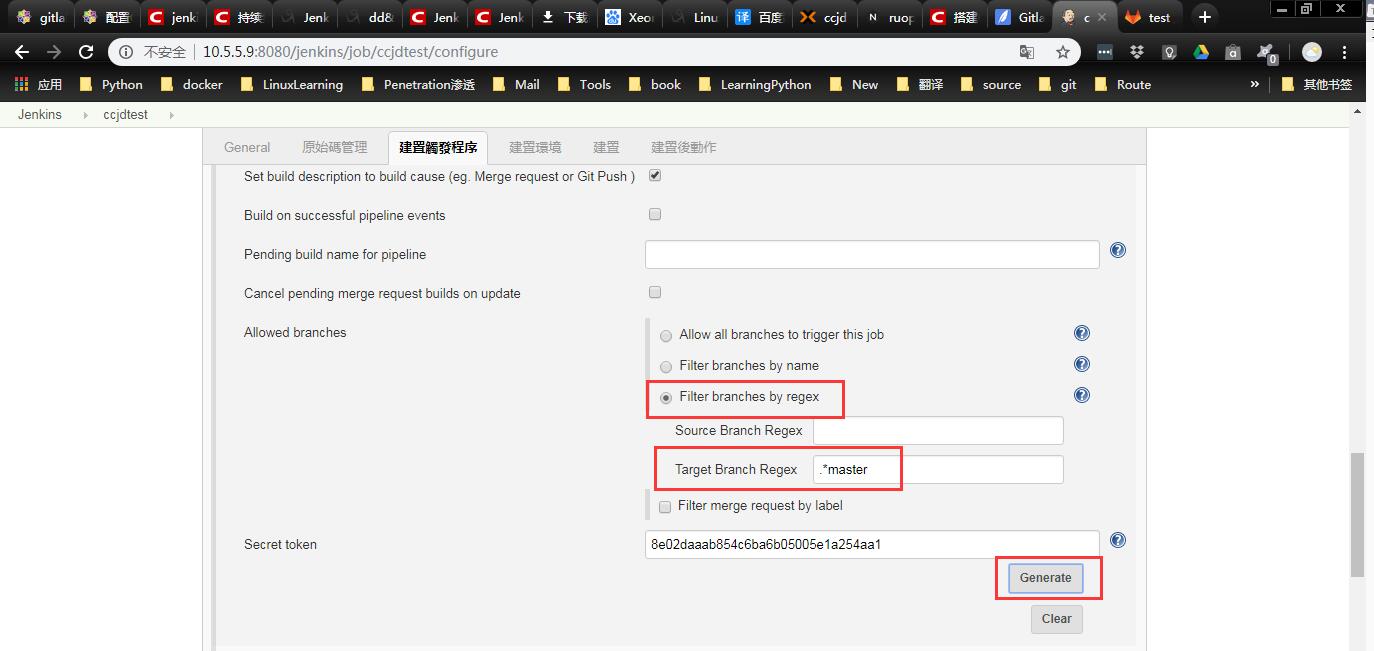 gitla
配置
jenki
持续
Jenk
dd&
Jenk
Jenk
下载
Xeo
Linu
百度
ccjd
ruop
搭建
Gitla
c
test
不安全 10.5.5.9:8080/jenkins/job/ccjdtest/configure
应用 Python docker LinuxLearning Penetration渗透 Mail Tools book LearningPython New 翻译 source git Route » 其他书签
Jenkins ccjdtest
General 原始碼管理 建置觸發程序 建置環境 建置 建置後動作
Set build description to build cause (eg. Merge request or Git Push )
Build on successful pipeline events
Pending build name for pipeline
Cancel pending merge request builds on update
Allowed branches
Allow all branches to trigger this job
Filter branches by name
Filter branches by regex
Source Branch Regex
Target Branch Regex .*master
Filter merge request by label
Secret token 8e02daaab854c6ba6b05005e1a254aa1
Generate
Clear